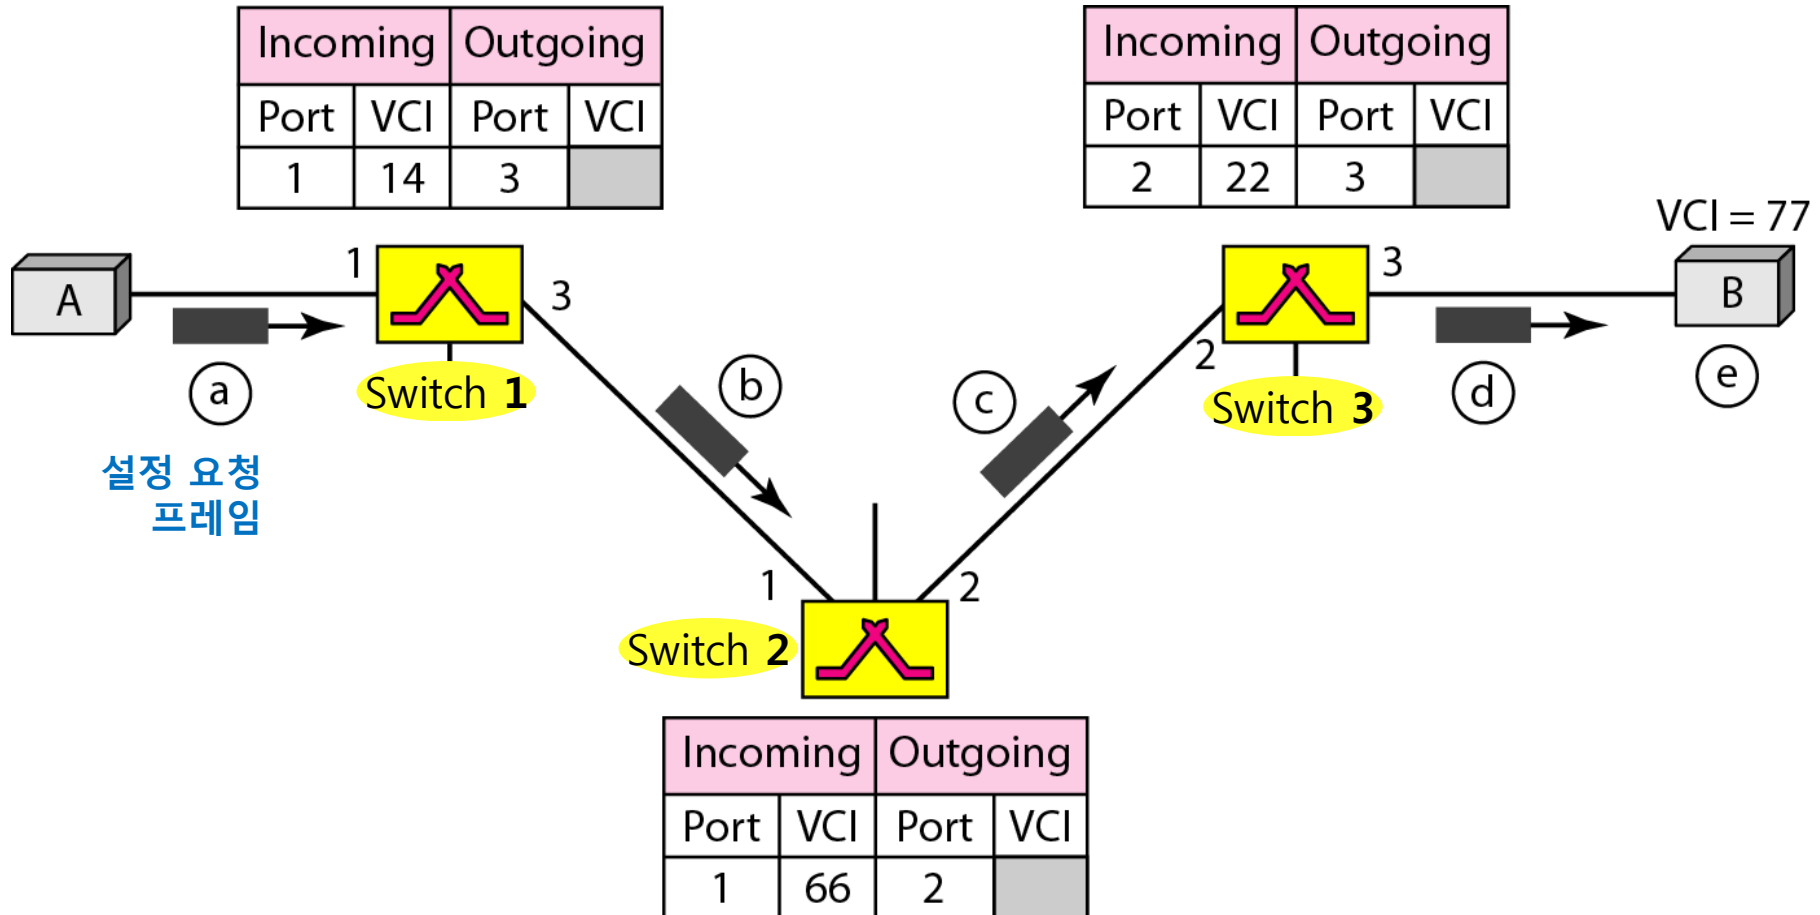 Incoming Outgoing
Port VCI Port VCI
1 14 3
Incoming Outgoing
Port VCI Port VCI
2 22 3
VCI = 77
A
1
3
Switch 1
a
설정 요청
프레임
b
c
2
3
Switch 3
d
B
e
1
2
Switch 2
Incoming Outgoing
Port VCI Port VCI
1 66 2